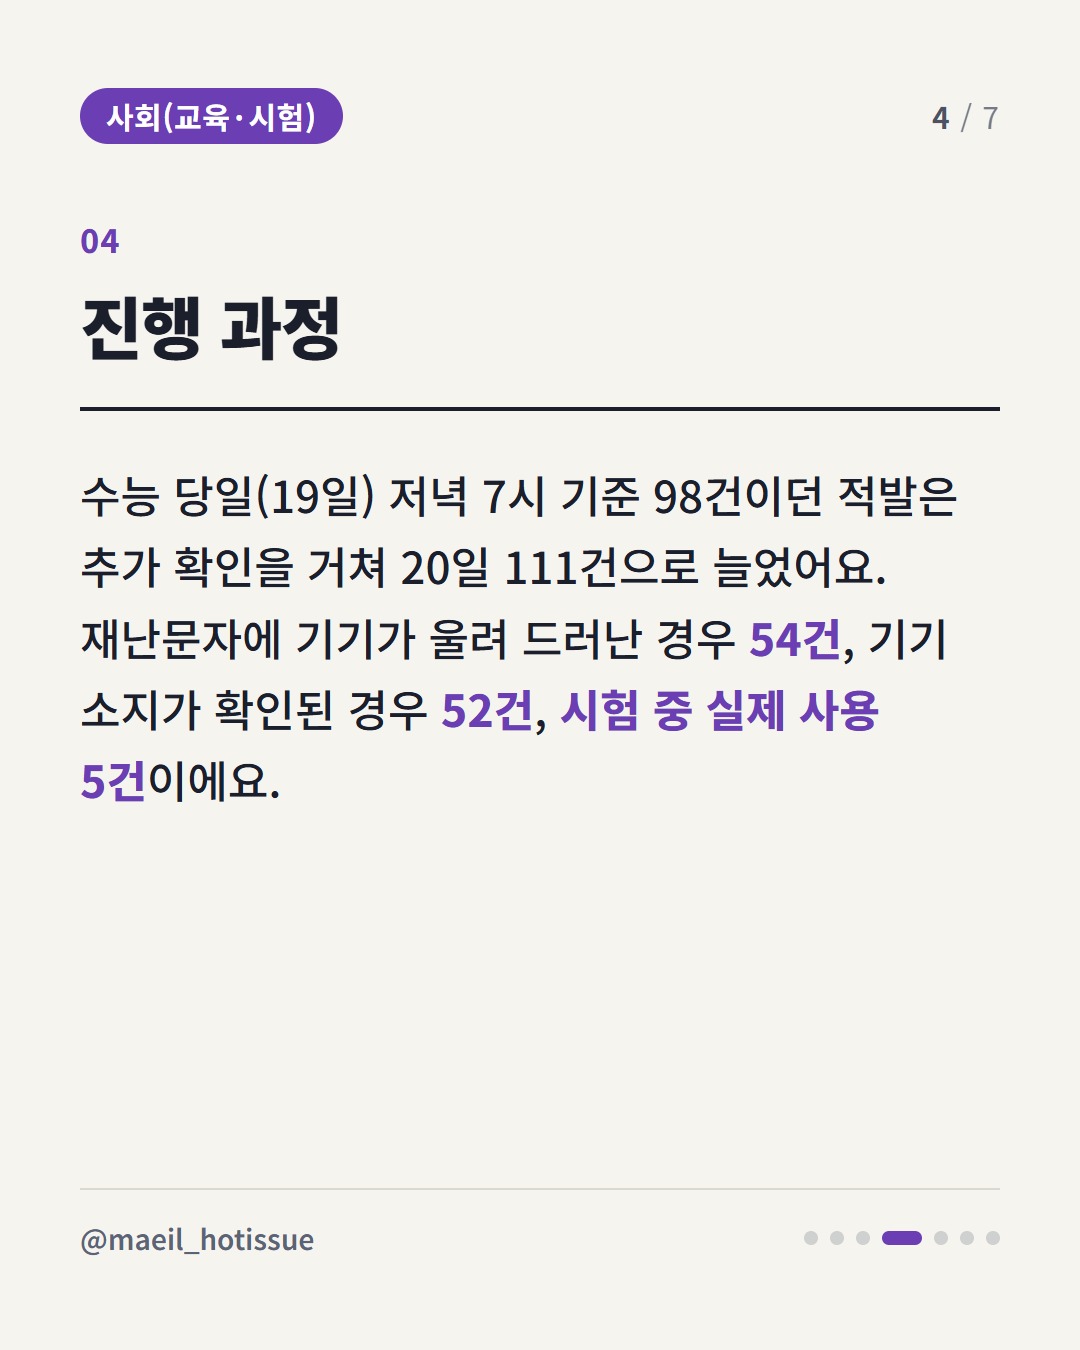 사회(교육·시험)
4 / 7
04
진행 과정
수능 당일(19일) 저녁 7시 기준 98건이던 적발은
추가 확인을 거쳐 20일 111건으로 늘었어요.
재난문자에 기기가 울려 드러난 경우 54건, 기기
소지가 확인된 경우 52건, 시험 중 실제 사용
5건이에요.
@maeil_hotissue